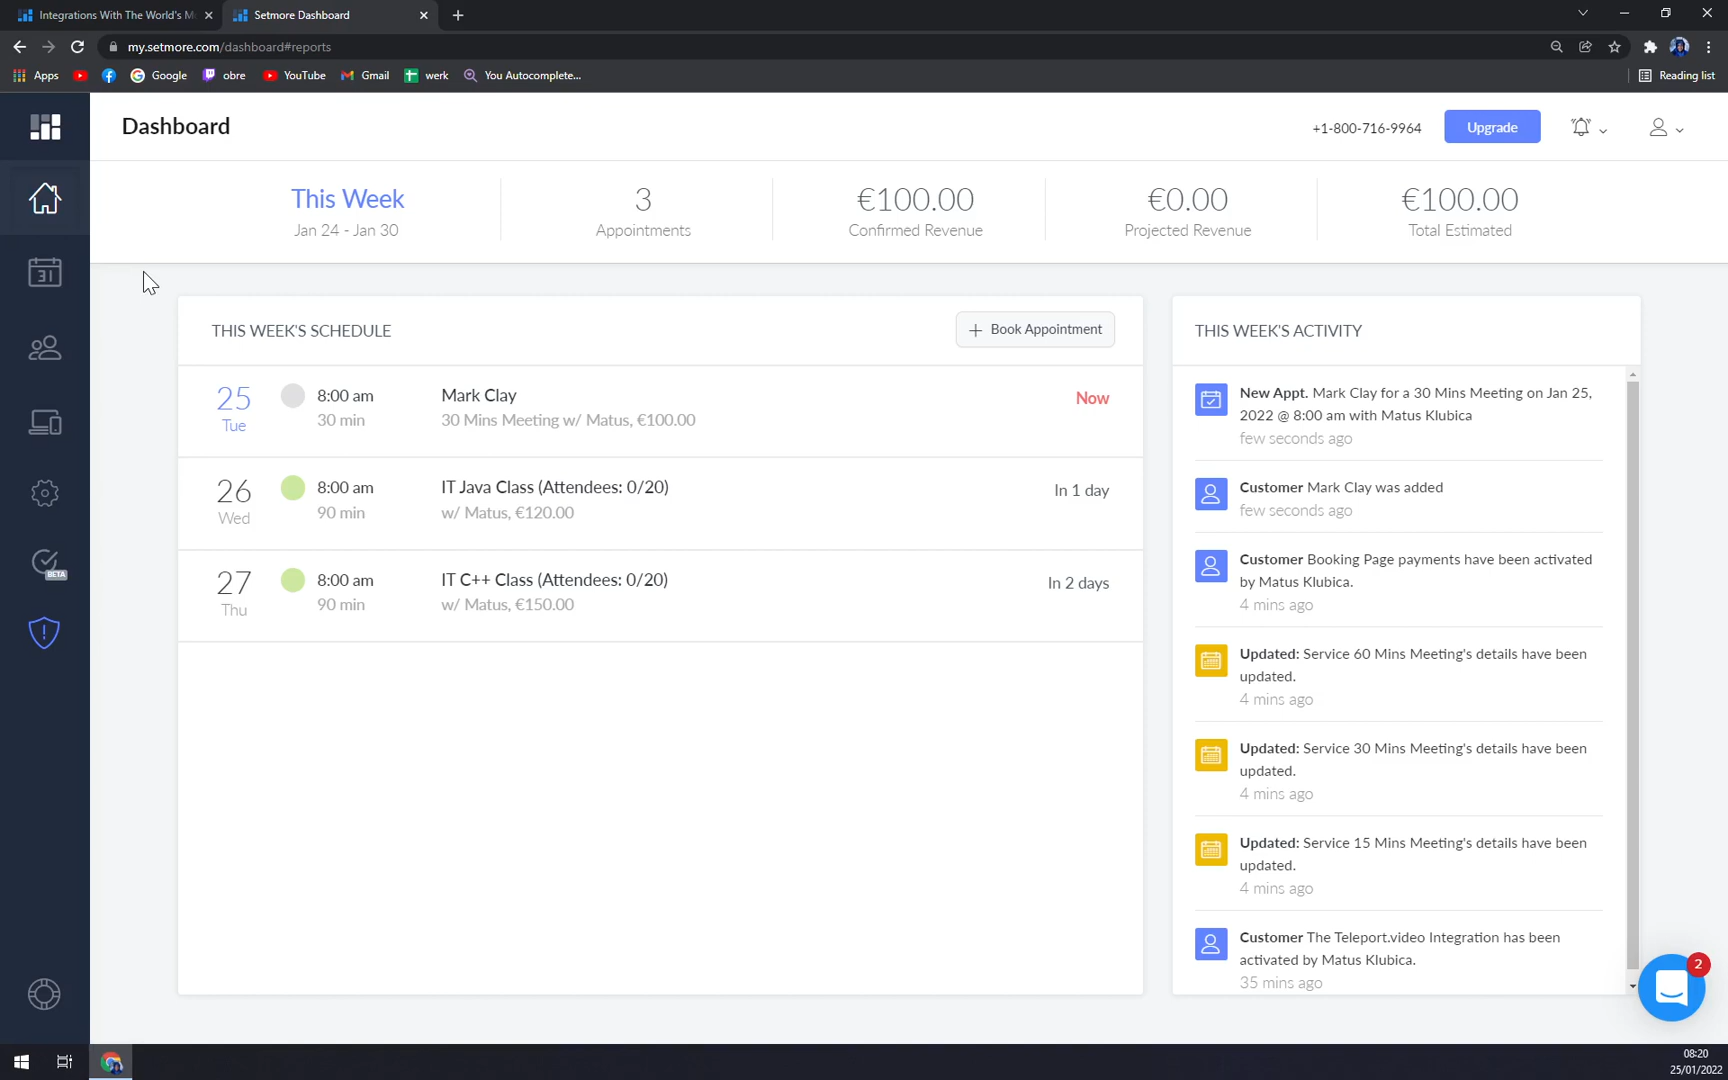 Integrations With The World's M
Setmore Dashboard
my.setmore.com/dashboard#reports
Apps
Google
obre
YouTube
Gmail
werk
You Autocomplete...
Reading list
Dashboard
+1-800-716-9964
Upgrade
This Week
Jan 24 - Jan 30
3
Appointments
€100.00
Confirmed Revenue
€0.00
Projected Revenue
€100.00
Total Estimated
31
BETA
THIS WEEK'S SCHEDULE
Book Appointment
25
Tue
8:00 am
30 min
Mark Clay
30 Mins Meeting w/ Matus, €100.00
Now
26
Wed
8:00 am
90 min
IT Java Class (Attendees: 0/20)
w/ Matus, €120.00
In 1 day
27
Thu
8:00 am
90 min
IT C++ Class (Attendees: 0/20)
w/ Matus, €150.00
In 2 days
THIS WEEK'S ACTIVITY
New Appt. Mark Clay for a 30 Mins Meeting on Jan 25,
2022 @ 8:00 am with Matus Klubica
few seconds ago
Customer Mark Clay was added
few seconds ago
Customer Booking Page payments have been activated
by Matus Klubica.
4 mins ago
Updated: Service 60 Mins Meeting's details have been
updated.
4 mins ago
Updated: Service 30 Mins Meeting's details have been
updated.
4 mins ago
Updated: Service 15 Mins Meeting's details have been
updated.
4 mins ago
Customer The Teleport.video Integration has been
activated by Matus Klubica.
35 mins ago
2
08:20
25/01/2022